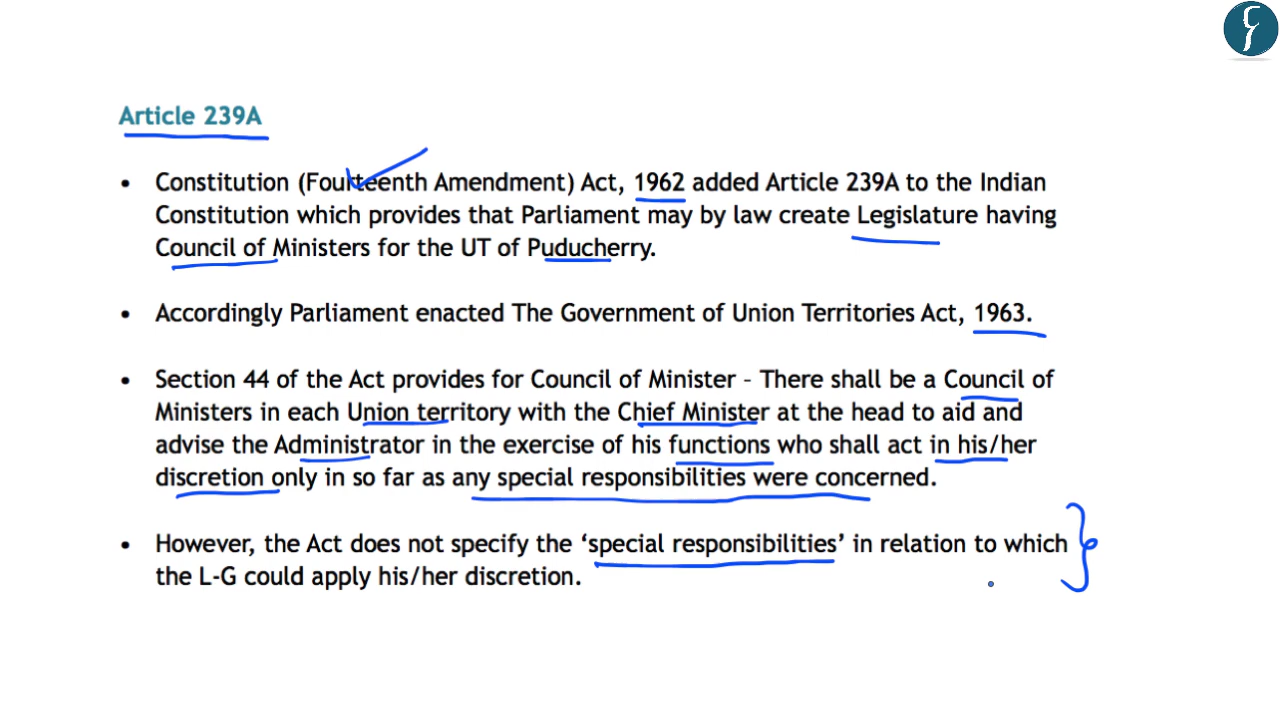 Article 239A
• Constitution (Fourteenth Amendment) Act, 1962 added Article 239A to the Indian
Constitution which provides that Parliament may by law create Legislature having
Council of Ministers for the UT of Puducherry.
• Accordingly Parliament enacted The Government of Union Territories Act, 1963.
• Section 44 of the Act provides for Council of Minister - There shall be a Council of
Ministers in each Union territory with the Chief Minister at the head to aid and
advise the Administrator in the exercise of his functions who shall act in his/her
discretion only in so far as any special responsibilities were concerned.
• However, the Act does not specify the ‘special responsibilities’ in relation to which
the L-G could apply his/her discretion.